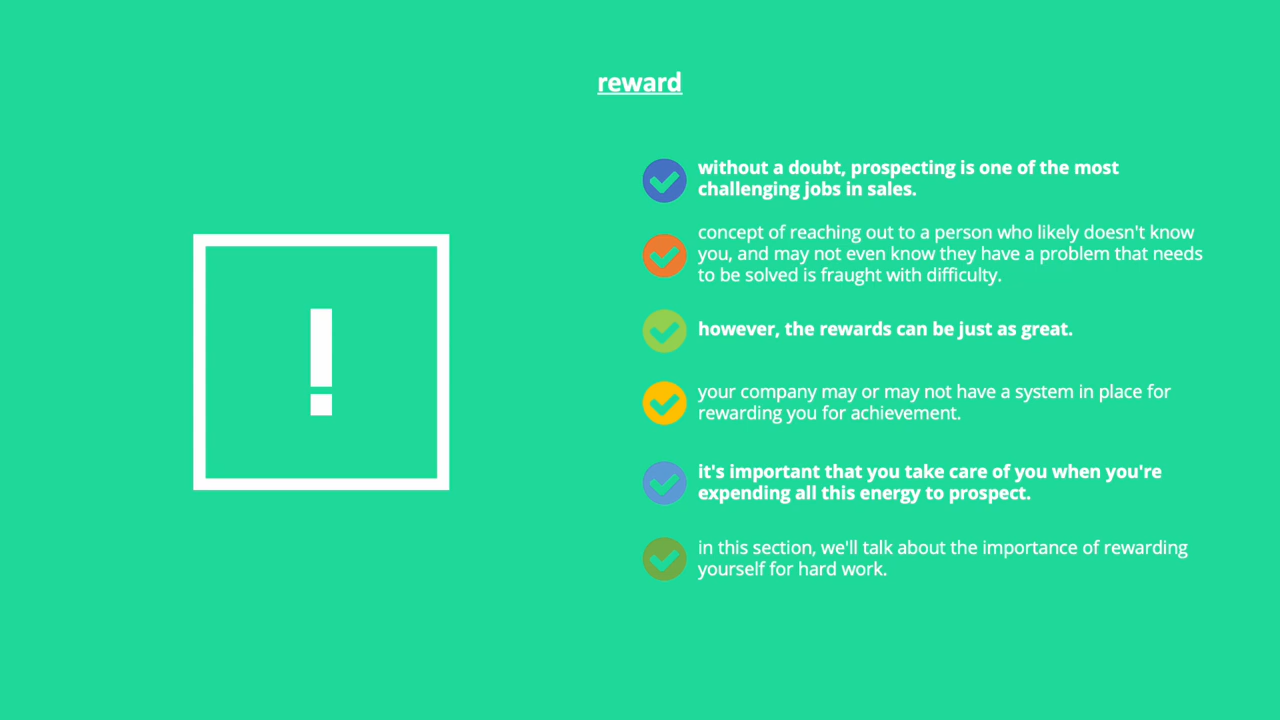 reward
without a doubt, prospecting is one of the most
challenging jobs in sales.
concept of reaching out to a person who likely doesn't know
you, and may not even know they have a problem that needs
to be solved is fraught with difficulty.
however, the rewards can be just as great.
your company may or may not have a system in place for
rewarding you for achievement.
it's important that you take care of you when you're
expending all this energy to prospect.
in this section, we'll talk about the importance of rewarding
yourself for hard work.
!